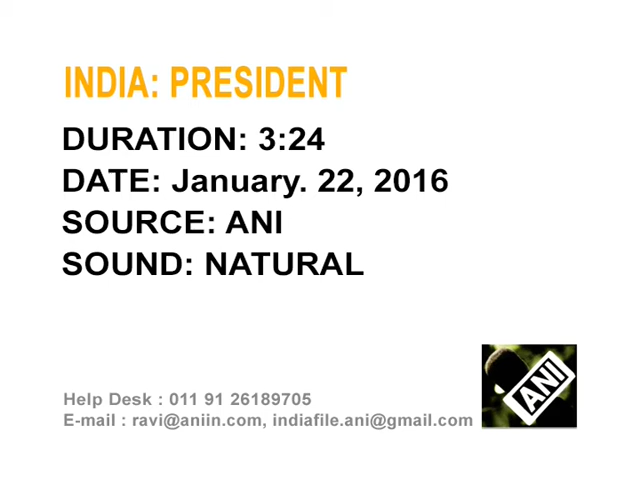 INDIA: PRESIDENT
DURATION: 3:24
DATE: January. 22, 2016
SOURCE: ANI
SOUND: NATURAL
Help Desk : 011 91 26189705
E-mail : ravi@aniin.com, indiafile.ani@gmail.com
ANI